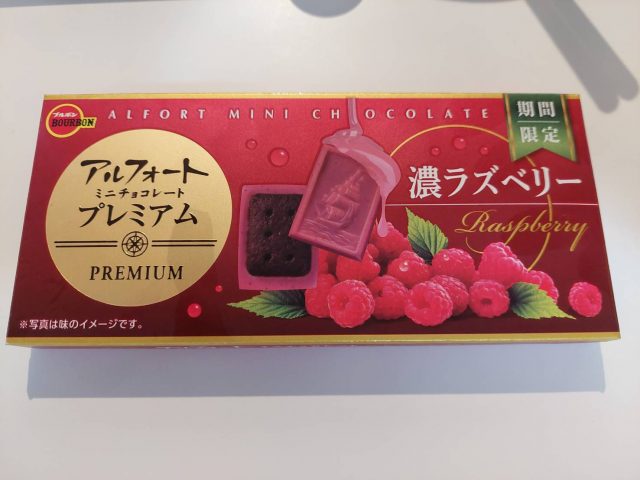 ブルボン
BOURBON
ALFORT MINI CHOCOLATE
期間
限定
アルフォート
ミニチョコレート
プレミアム
PREMIUM
濃ラズベリー
Raspberry
※写真は味のイメージです。